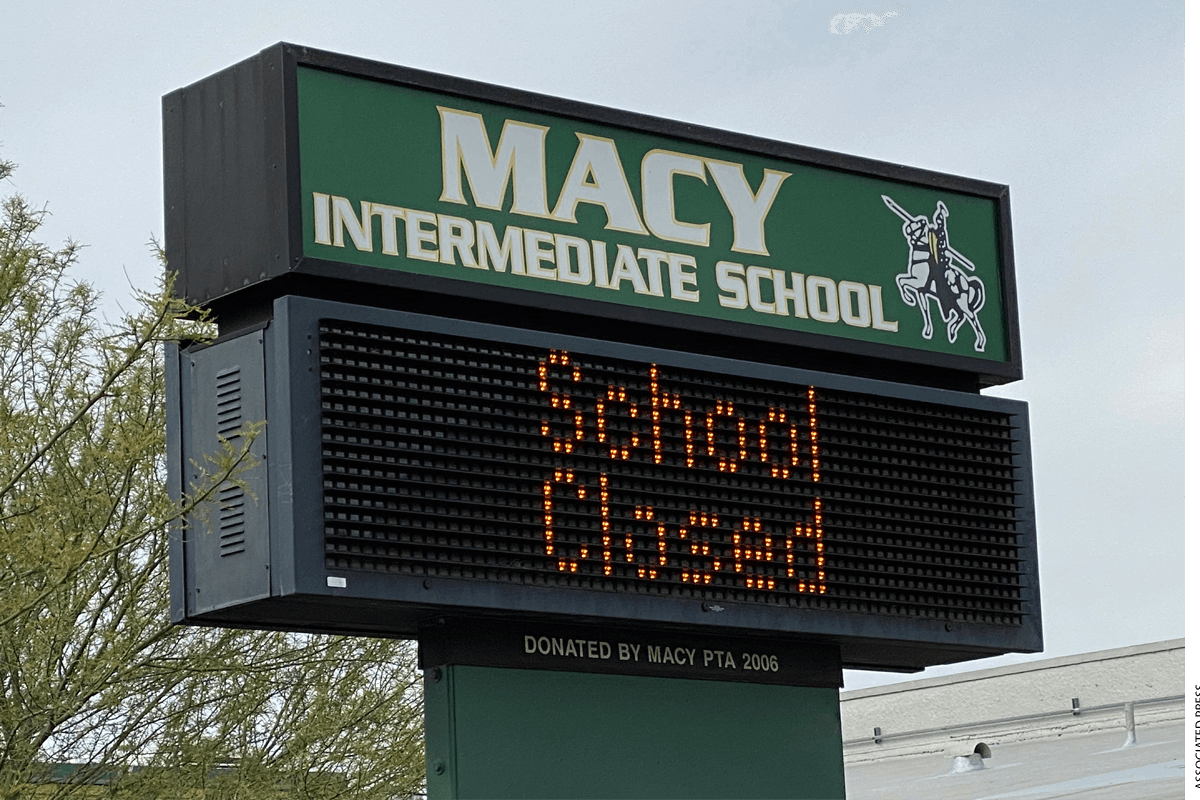 MACY
INTERMEDIATE SCHOOL
School
Closed
DONATED BY MACY PTA 2006
ASSOCIATED PRESS